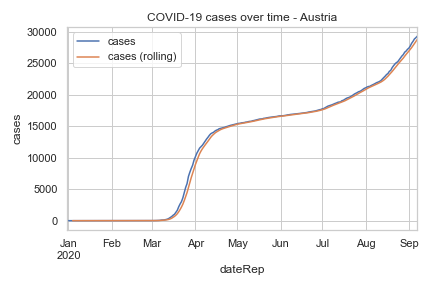 COVID-19 cases over time - Austria
cases
cases (rolling)
30000
25000
20000
15000
10000
5000
0
cases
Jan Feb Mar Apr May Jun Jul Aug Sep
2020
dateRep